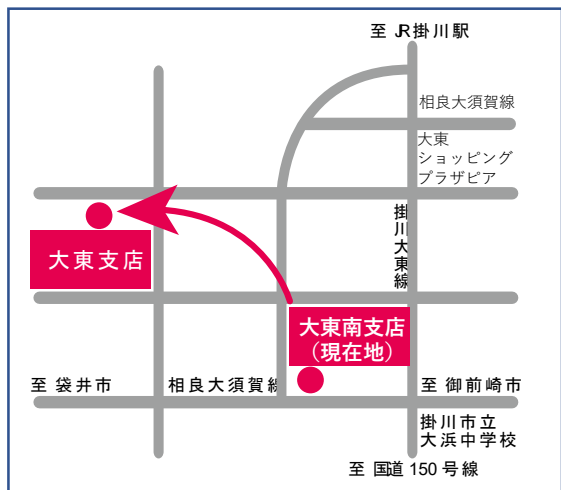 至 JR掛川駅
相良大須賀線
大東
ショッピング
プラザピア
掛川大東線
大東支店
大東南支店
（現在地）
至 袋井市
相良大須賀線
至 御前崎市
掛川市立
大浜中学校
至 国道 150 号線